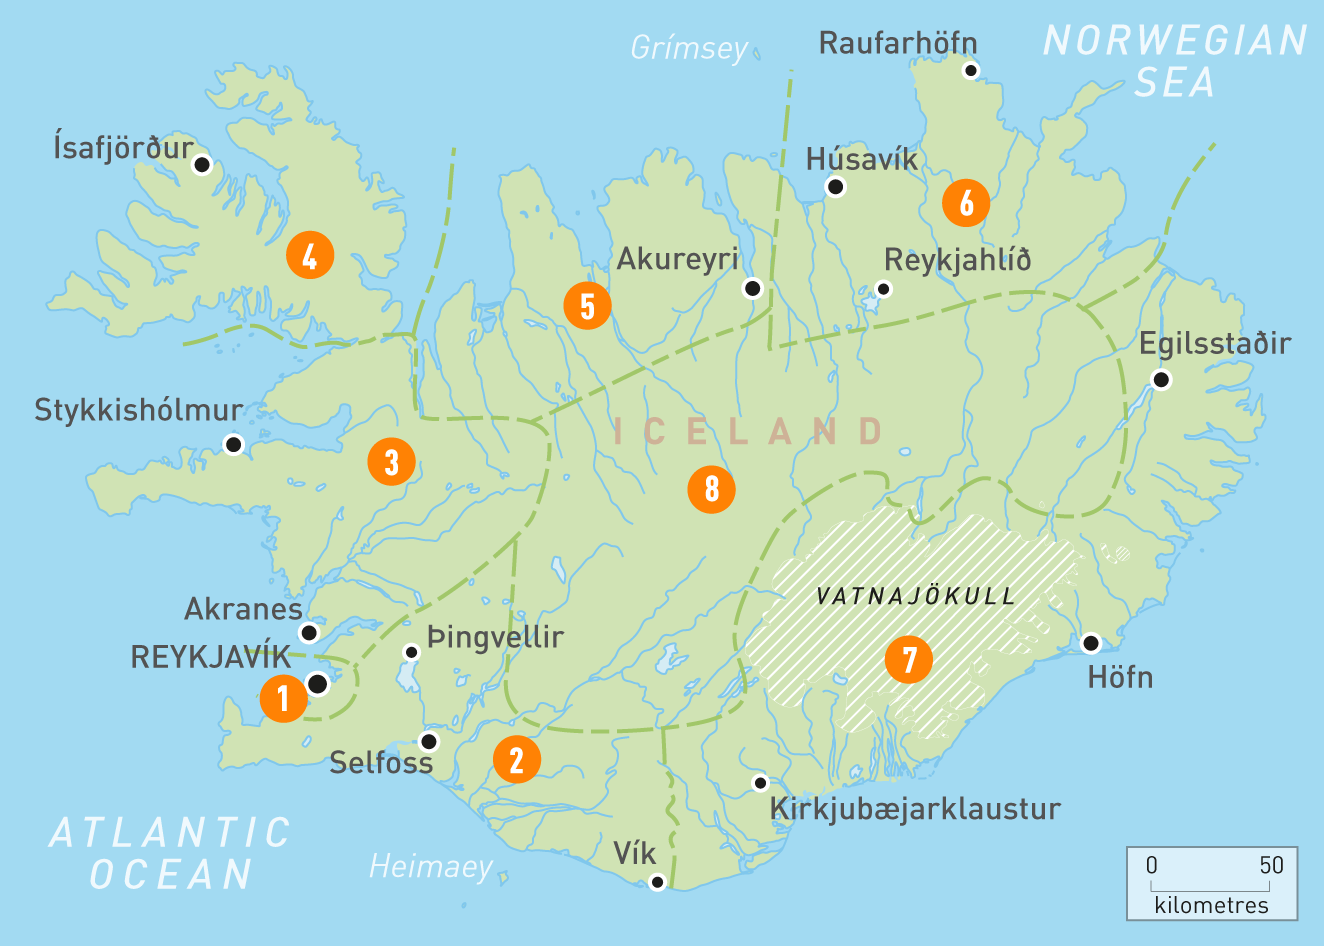 Grímsey
Raufarhöfn
NORWEGIAN
SEA
Ísafjörður
Húsavík
6
4
Akureyri
Reykjahlíð
5
Egilsstaðir
Stykkishólmur
ICELAND
3
8
VATNAJÖKULL
Akranes
Þingvellir
REYKJAVÍK
7
Höfn
1
Selfoss
2
Kirkjubæjarklaustur
ATLANTIC
OCEAN
Heimaey
Vík
0 50
kilometres